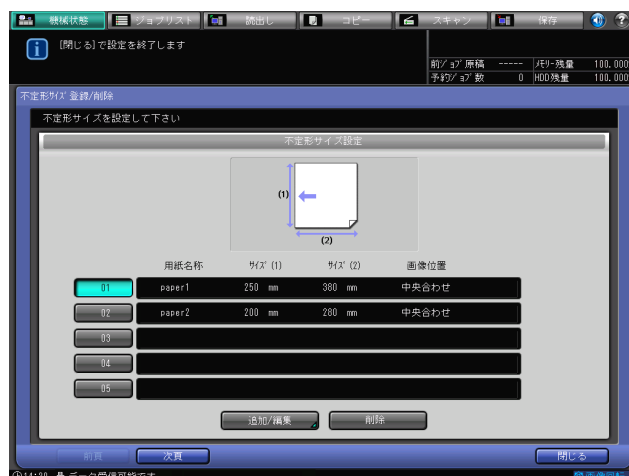 機械状態 ジョブリスト 読出し コピー スキャン 保存
[閉じる]で設定を終了します
前ジョブ原稿 ----- メモリー残量 100.000
予約ジョブ数 0 HDD残量 100.000
不定形サイズ登録/削除
不定形サイズを設定して下さい
不定形サイズ設定
(1)
(2)
用紙名称 サイズ(1) サイズ(2) 画像位置
01 paper1 250 mm 380 mm 中央合わせ
02 paper2 200 mm 280 mm 中央合わせ
03
04
05
追加/編集 削除
前頁 次頁 閉じる
14:20 データ受信可能です 画像回転